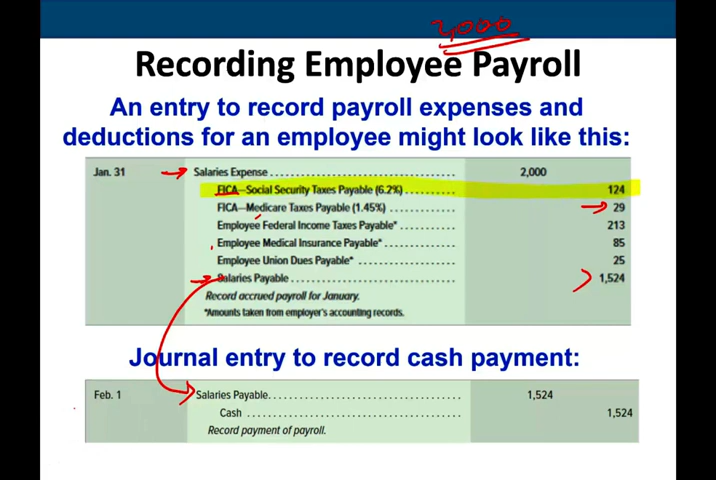 2,000
Recording Employee Payroll
An entry to record payroll expenses and
deductions for an employee might look like this:
Jan. 31 Salaries Expense 2,000
FICA—Social Security Taxes Payable (6.2%) 124
FICA—Medicare Taxes Payable (1.45%) 29
Employee Federal Income Taxes Payable* 213
Employee Medical Insurance Payable* 85
Employee Union Dues Payable* 25
Salaries Payable 1,524
Record accrued payroll for January.
*Amounts taken from employer's accounting records.
Journal entry to record cash payment:
Feb. 1 Salaries Payable 1,524
Cash 1,524
Record payment of payroll.